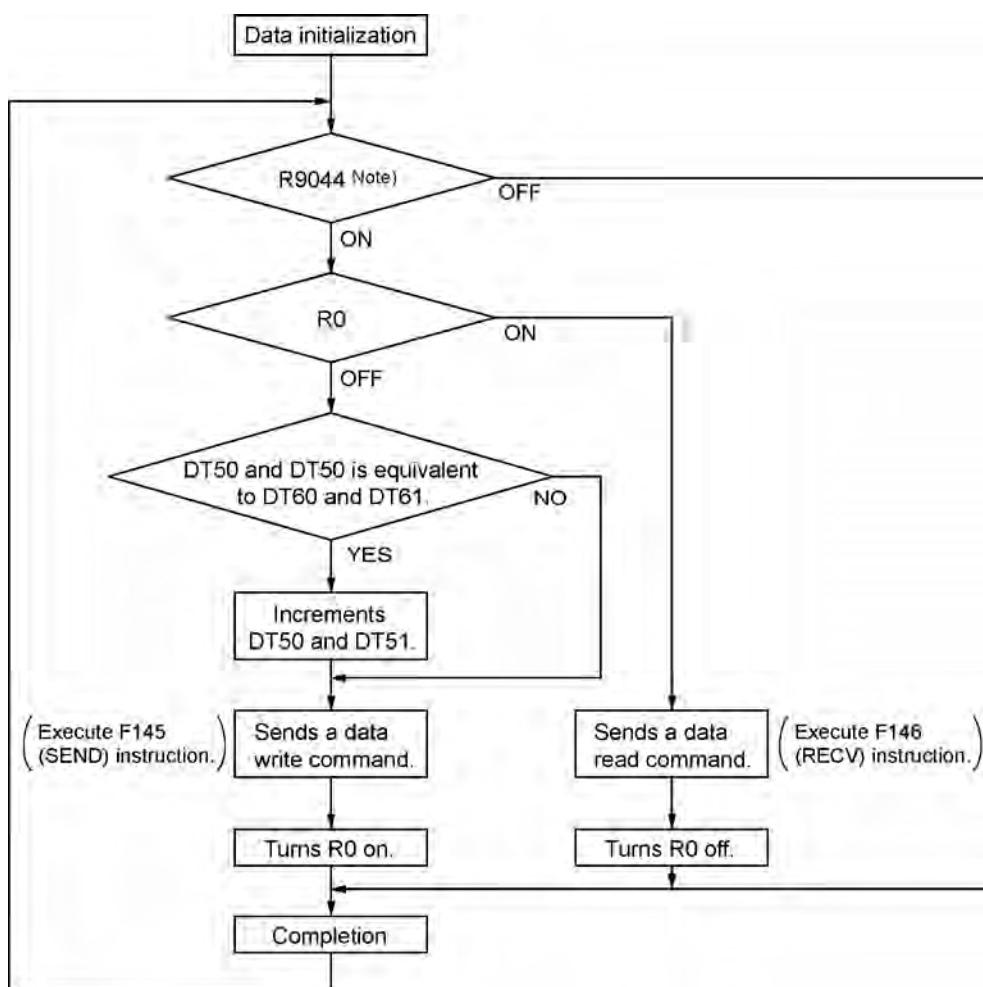 Data initialization
R9044 Note)
OFF
ON
R0
ON
OFF
DT50 and DT50 is equivalent
to DT60 and DT61.
NO
YES
Increments
DT50 and DT51.
(Execute F145
(SEND) instruction.)
Sends a data
write command.
Sends a data
read command.
(Execute F146
(RECV) instruction.)
Turns R0 on.
Turns R0 off.
Completion